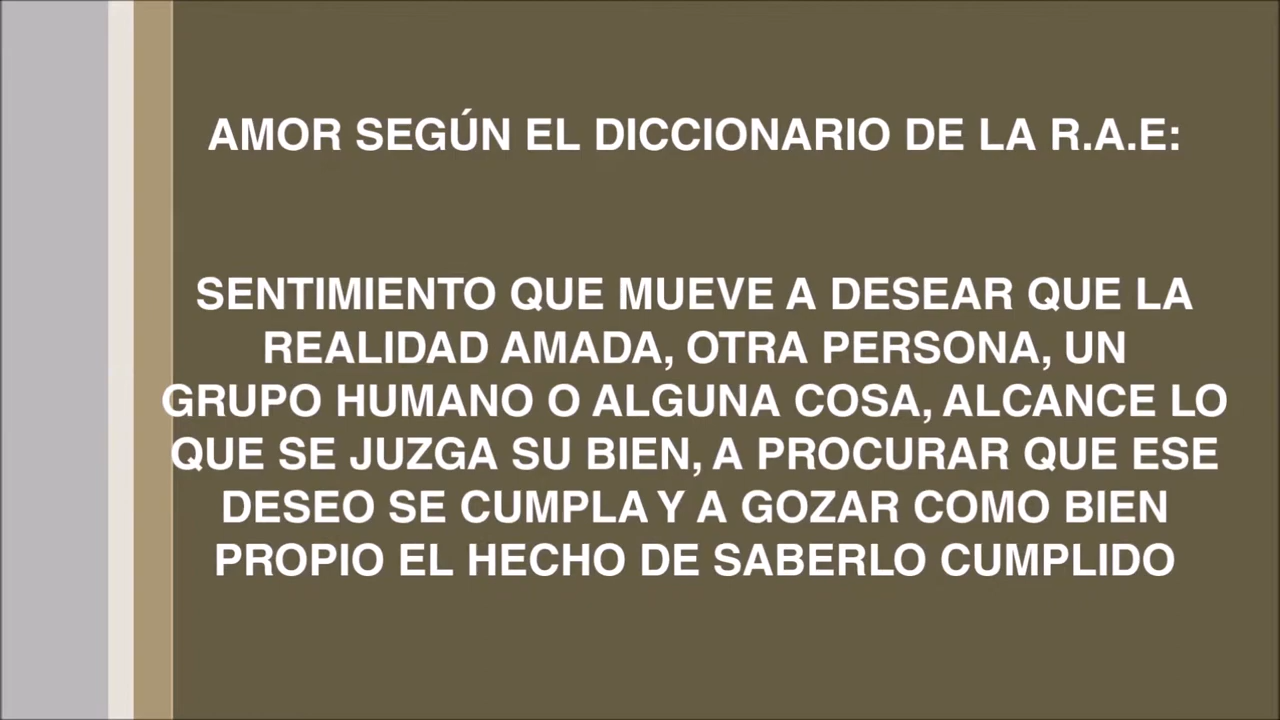 AMOR SEGÚN EL DICCIONARIO DE LA R.A.E:
SENTIMIENTO QUE MUEVE A DESEAR QUE LA
REALIDAD AMADA, OTRA PERSONA, UN
GRUPO HUMANO O ALGUNA COSA, ALCANCE LO
QUE SE JUZGA SU BIEN, A PROCURAR QUE ESE
DESEO SE CUMPLA Y A GOZAR COMO BIEN
PROPIO EL HECHO DE SABERLO CUMPLIDO